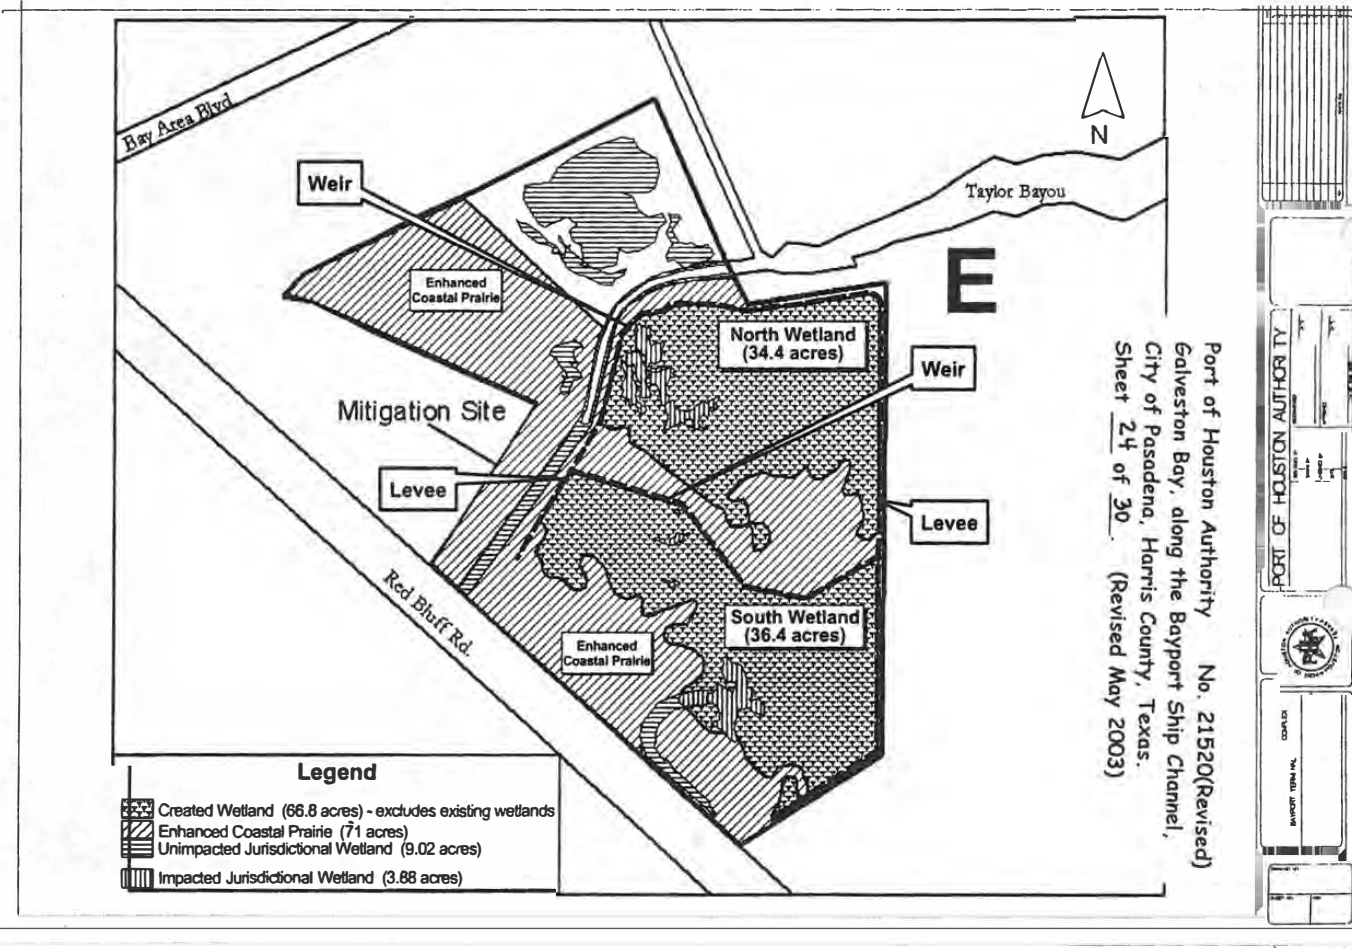 Bay Area Blvd.
N
Weir
Taylor Bayou
Enhanced
Coastal Prairie
E
North Wetland
(34.4 acres)
Weir
Mitigation Site
Levee
Levee
Red Bluff Rd.
South Wetland
(36.4 acres)
Enhanced
Coastal Prairie
Legend
Created Wetland (66.8 acres) - excludes existing wetlands
Enhanced Coastal Prairie (71 acres)
Unimpacted Jurisdictional Wetland (9.02 acres)
Impacted Jurisdictional Wetland (3.68 acres)
Port of Houston Authority No. 21520(Revised)
Galveston Bay, along the Bayport Ship Channel,
City of Pasadena, Harris County, Texas.
Sheet 24 of 30. (Revised May 2003)
PORT OF HOUSTON AUTHORITY
BAYPORT TERMINAL
COMPLEX